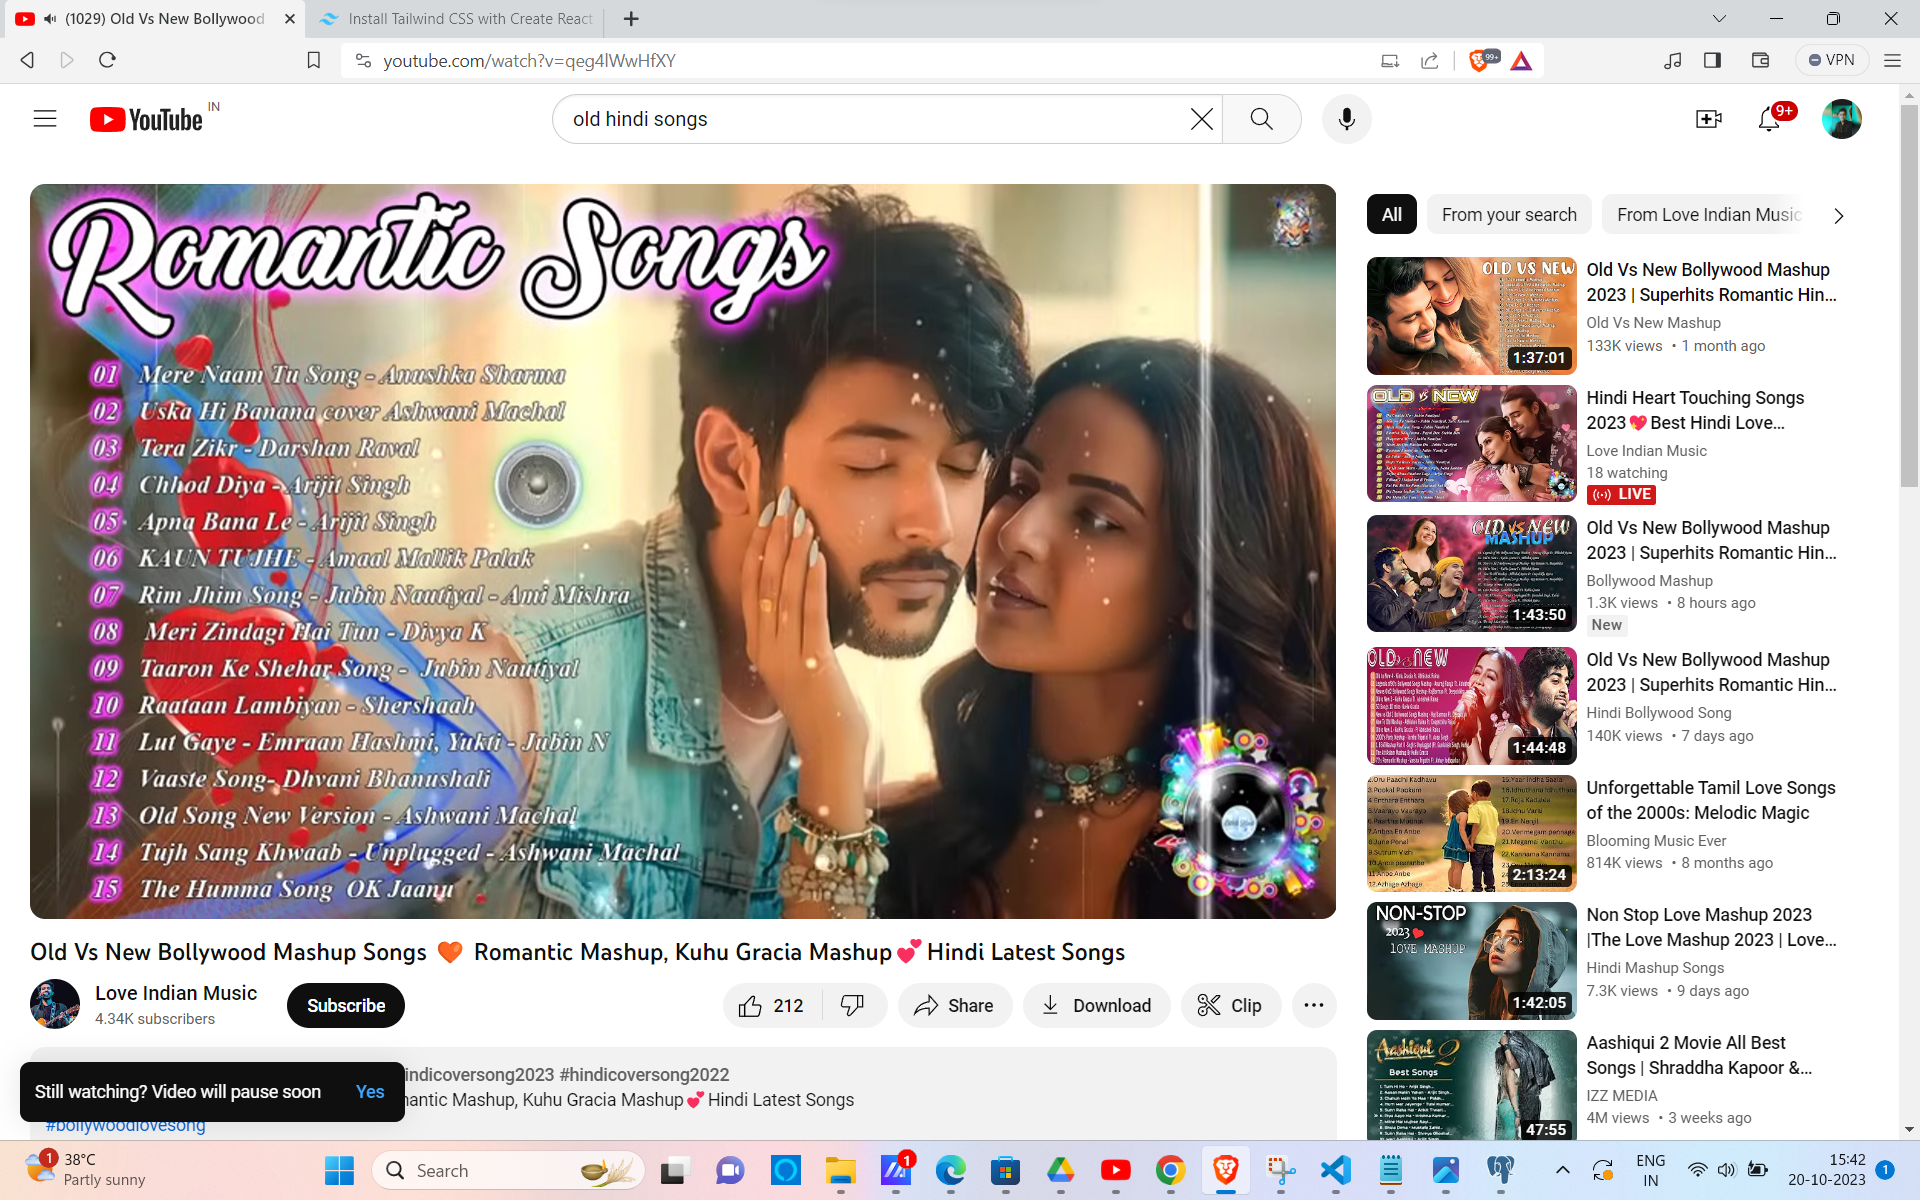 (1029) Old Vs New Bollywood
Install Tailwind CSS with Create React
youtube.com/watch?v=qeg4lWwHfXY
99+
VPN
YouTube IN
old hindi songs
9+
Romantic Songs
01 Mere Naam Tu Song - Anushka Sharma
02 Uska Hi Banana cover Ashwani Machal
03 Tera Zikr - Darshan Raval
04 Chhod Diya - Arijit Singh
05 Apna Bana Le - Arijit Singh
06 KAUN TUJHE - Amaal Mallik Palak
07 Rim Jhim Song - Jubin Nautiyal - Ami Mishra
08 Meri Zindagi Hai Tun - Divya K
09 Taaron Ke Shehar Song - Jubin Nautiyal
10 Raataan Lambiyan - Shershaah
11 Lut Gaye - Emraan Hashmi, Yukti - Jubin N
12 Vaaste Song- Dhvani Bhanushali
13 Old Song New Version - Ashwani Machal
14 Tujh Sang Khwaab - Unplugged - Ashwani Machal
15 The Humma Song OK Jaanu
Old Vs New Bollywood Mashup Songs 🧡 Romantic Mashup, Kuhu Gracia Mashup💕Hindi Latest Songs
Love Indian Music
4.34K subscribers
Subscribe
212
Share
Download
Clip
indicoversong2023 #hindicoversong2022
mantic Mashup, Kuhu Gracia Mashup💕Hindi Latest Songs
#bollywoodlovesong
Still watching? Video will pause soon Yes
All
From your search
From Love Indian Music
OLD VS NEW
1:37:01
Old Vs New Bollywood Mashup
2023 | Superhits Romantic Hin...
Old Vs New Mashup
133K views • 1 month ago
OLD VS NEW
Hindi Heart Touching Songs
2023💖Best Hindi Love...
Love Indian Music
18 watching
LIVE
OLD VS NEW
MASHUP
1:43:50
Old Vs New Bollywood Mashup
2023 | Superhits Romantic Hin...
Bollywood Mashup
1.3K views • 8 hours ago
New
OLD VS NEW
1:44:48
Old Vs New Bollywood Mashup
2023 | Superhits Romantic Hin...
Hindi Bollywood Song
140K views • 7 days ago
2:13:24
Unforgettable Tamil Love Songs
of the 2000s: Melodic Magic
Blooming Music Ever
814K views • 8 months ago
NON-STOP
2023
lOVE MASHUP
1:42:05
Non Stop Love Mashup 2023
|The Love Mashup 2023 | Love...
Hindi Mashup Songs
7.3K views • 9 days ago
Aashiqui 2
Best Songs
47:55
Aashiqui 2 Movie All Best
Songs | Shraddha Kapoor &...
IZZ MEDIA
4M views • 3 weeks ago
1
38°C
Partly sunny
Search
1
ENG
IN
15:42
20-10-2023
1